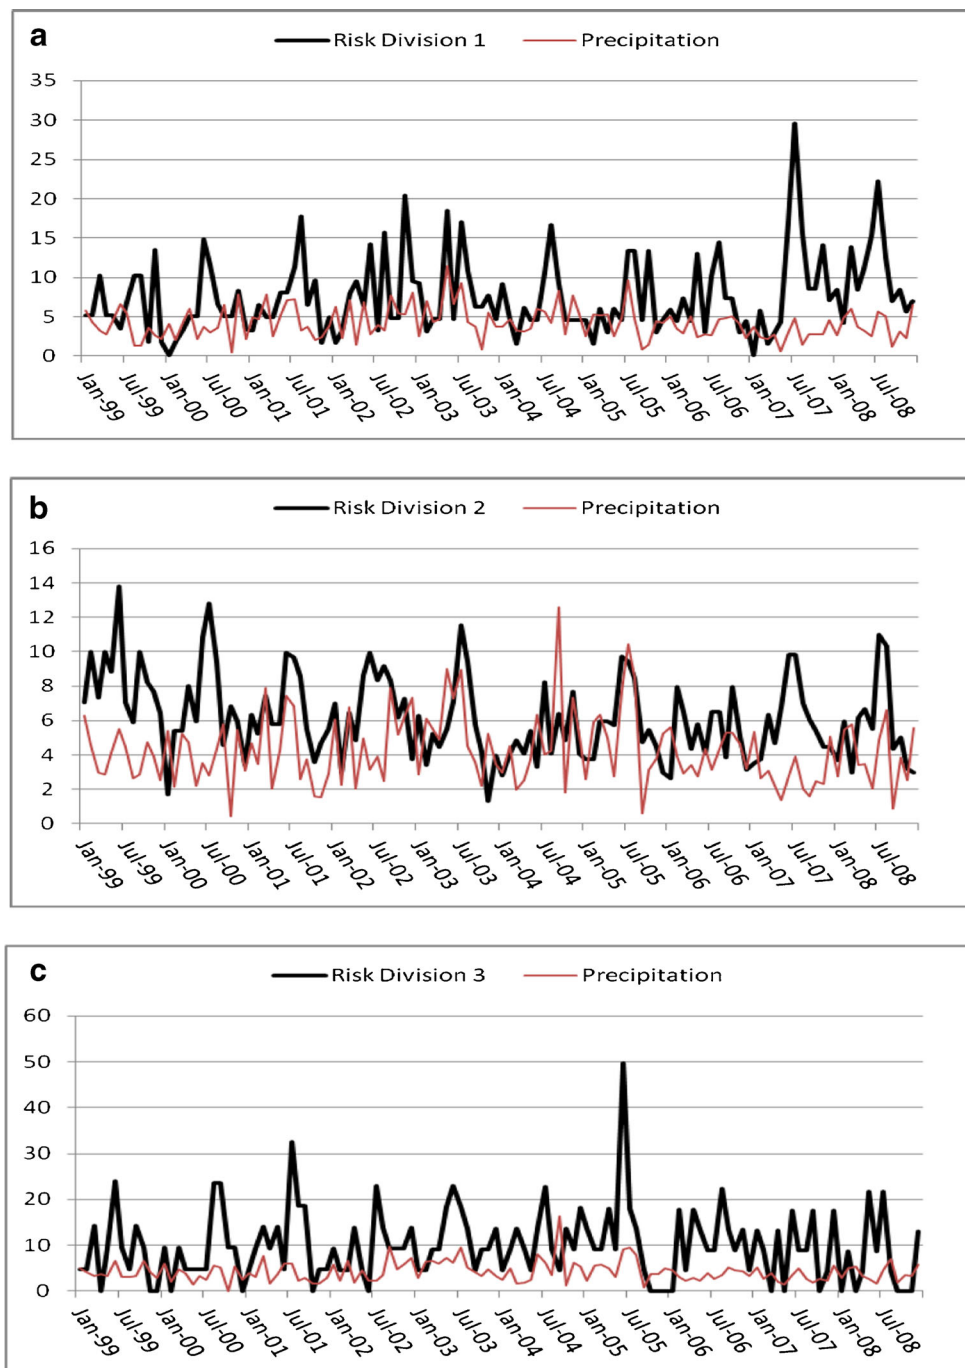 a
Risk Division 1 Precipitation
35
30
25
20
15
10
5
0
Jan-99 Jul-99 Jan-00 Jul-00 Jan-01 Jul-01 Jan-02 Jul-02 Jan-03 Jul-03 Jan-04 Jul-04 Jan-05 Jul-05 Jan-06 Jul-06 Jan-07 Jul-07 Jan-08 Jul-08
b
Risk Division 2 Precipitation
16
14
12
10
8
6
4
2
0
Jan-99 Jul-99 Jan-00 Jul-00 Jan-01 Jul-01 Jan-02 Jul-02 Jan-03 Jul-03 Jan-04 Jul-04 Jan-05 Jul-05 Jan-06 Jul-06 Jan-07 Jul-07 Jan-08 Jul-08
c
Risk Division 3 Precipitation
60
50
40
30
20
10
0
Jan-99 Jul-99 Jan-00 Jul-00 Jan-01 Jul-01 Jan-02 Jul-02 Jan-03 Jul-03 Jan-04 Jul-04 Jan-05 Jul-05 Jan-06 Jul-06 Jan-07 Jul-07 Jan-08 Jul-08